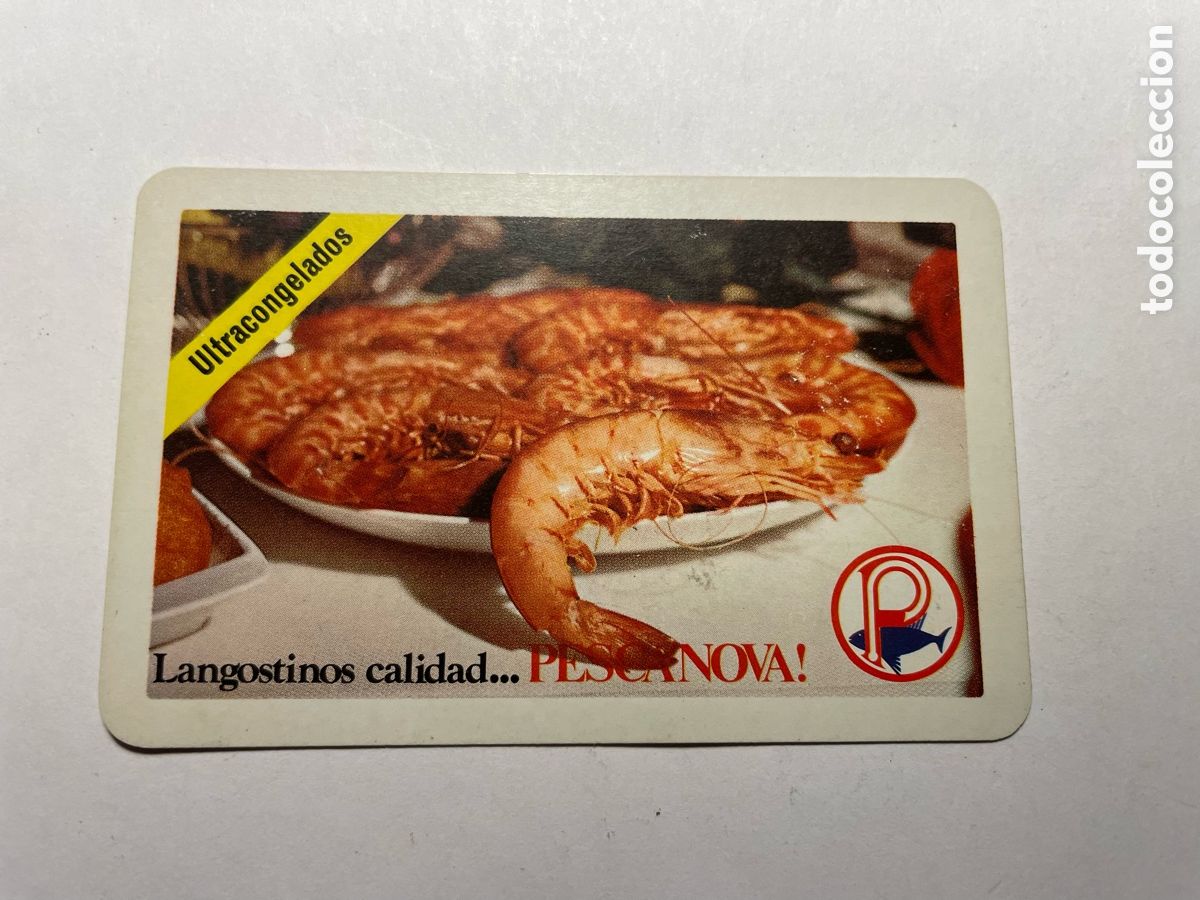 Ultracongelados
Langostinos calidad... PESCANOVA!
P
todocoleccion